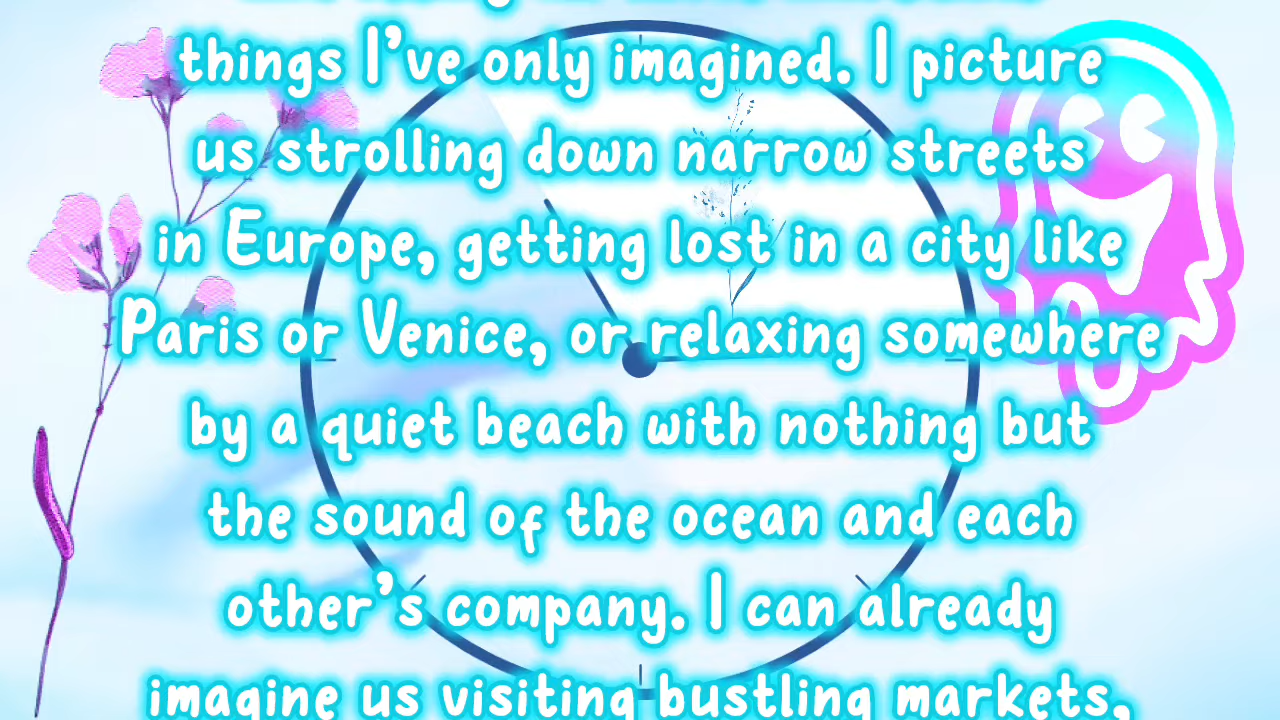 things I've only imagined. I picture
us strolling down narrow streets
in Europe, getting lost in a city like
Paris or Venice, or relaxing somewhere
by a quiet beach with nothing but
the sound of the ocean and each
other's company. I can already
imagine us visiting bustling markets,